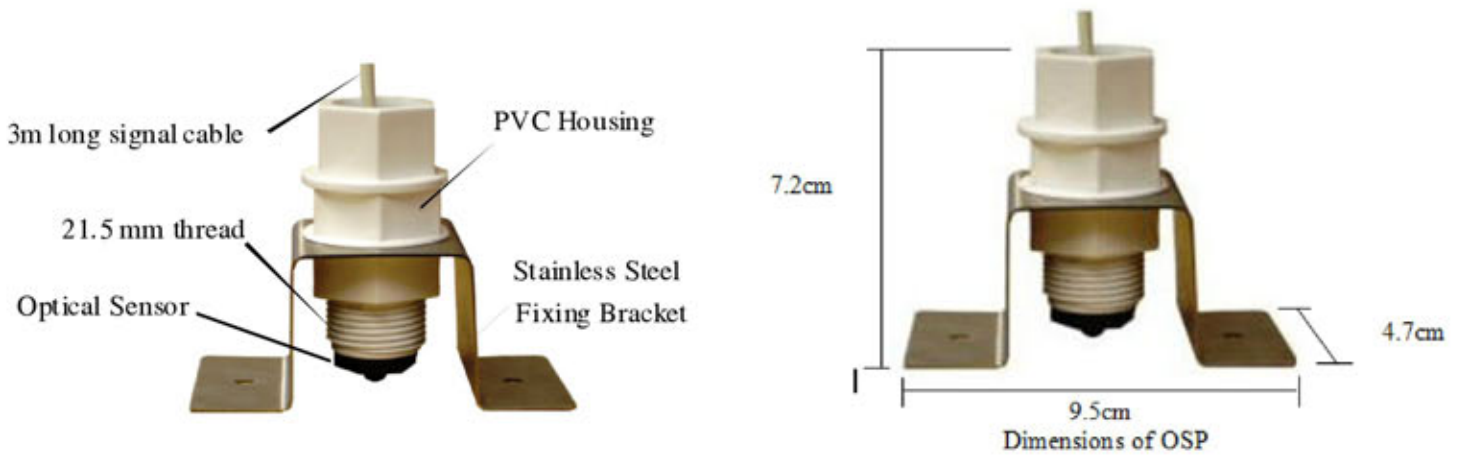 3m long signal cable
PVC Housing
21.5 mm thread
Stainless Steel
Fixing Bracket
Optical Sensor
7.2cm
4.7cm
9.5cm
Dimensions of OSP